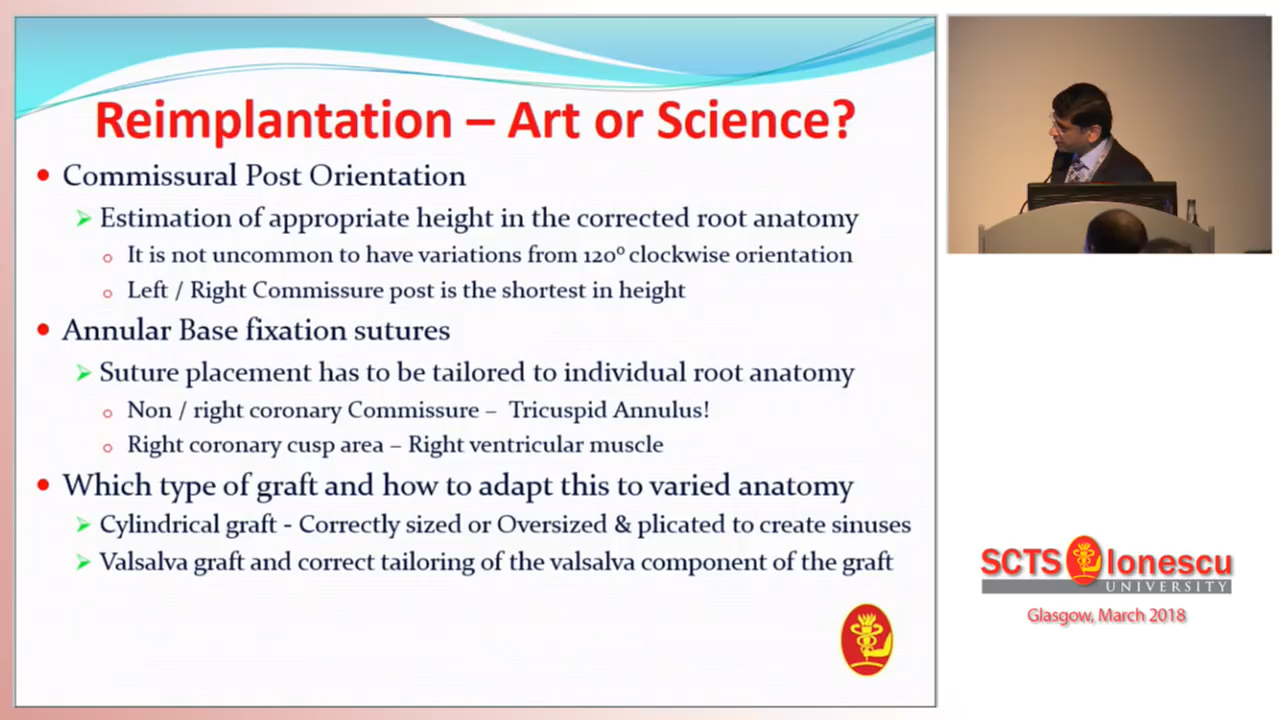 Reimplantation – Art or Science?
Commissural Post Orientation
Estimation of appropriate height in the corrected root anatomy
It is not uncommon to have variations from 120⁰ clockwise orientation
Left / Right Commissure post is the shortest in height
Annular Base fixation sutures
Suture placement has to be tailored to individual root anatomy
Non / right coronary Commissure – Tricuspid Annulus!
Right coronary cusp area – Right ventricular muscle
Which type of graft and how to adapt this to varied anatomy
Cylindrical graft - Correctly sized or Oversized & plicated to create sinuses
Valsalva graft and correct tailoring of the valsalva component of the graft
SCTS Ionescu
UNIVERSITY
Glasgow, March 2018